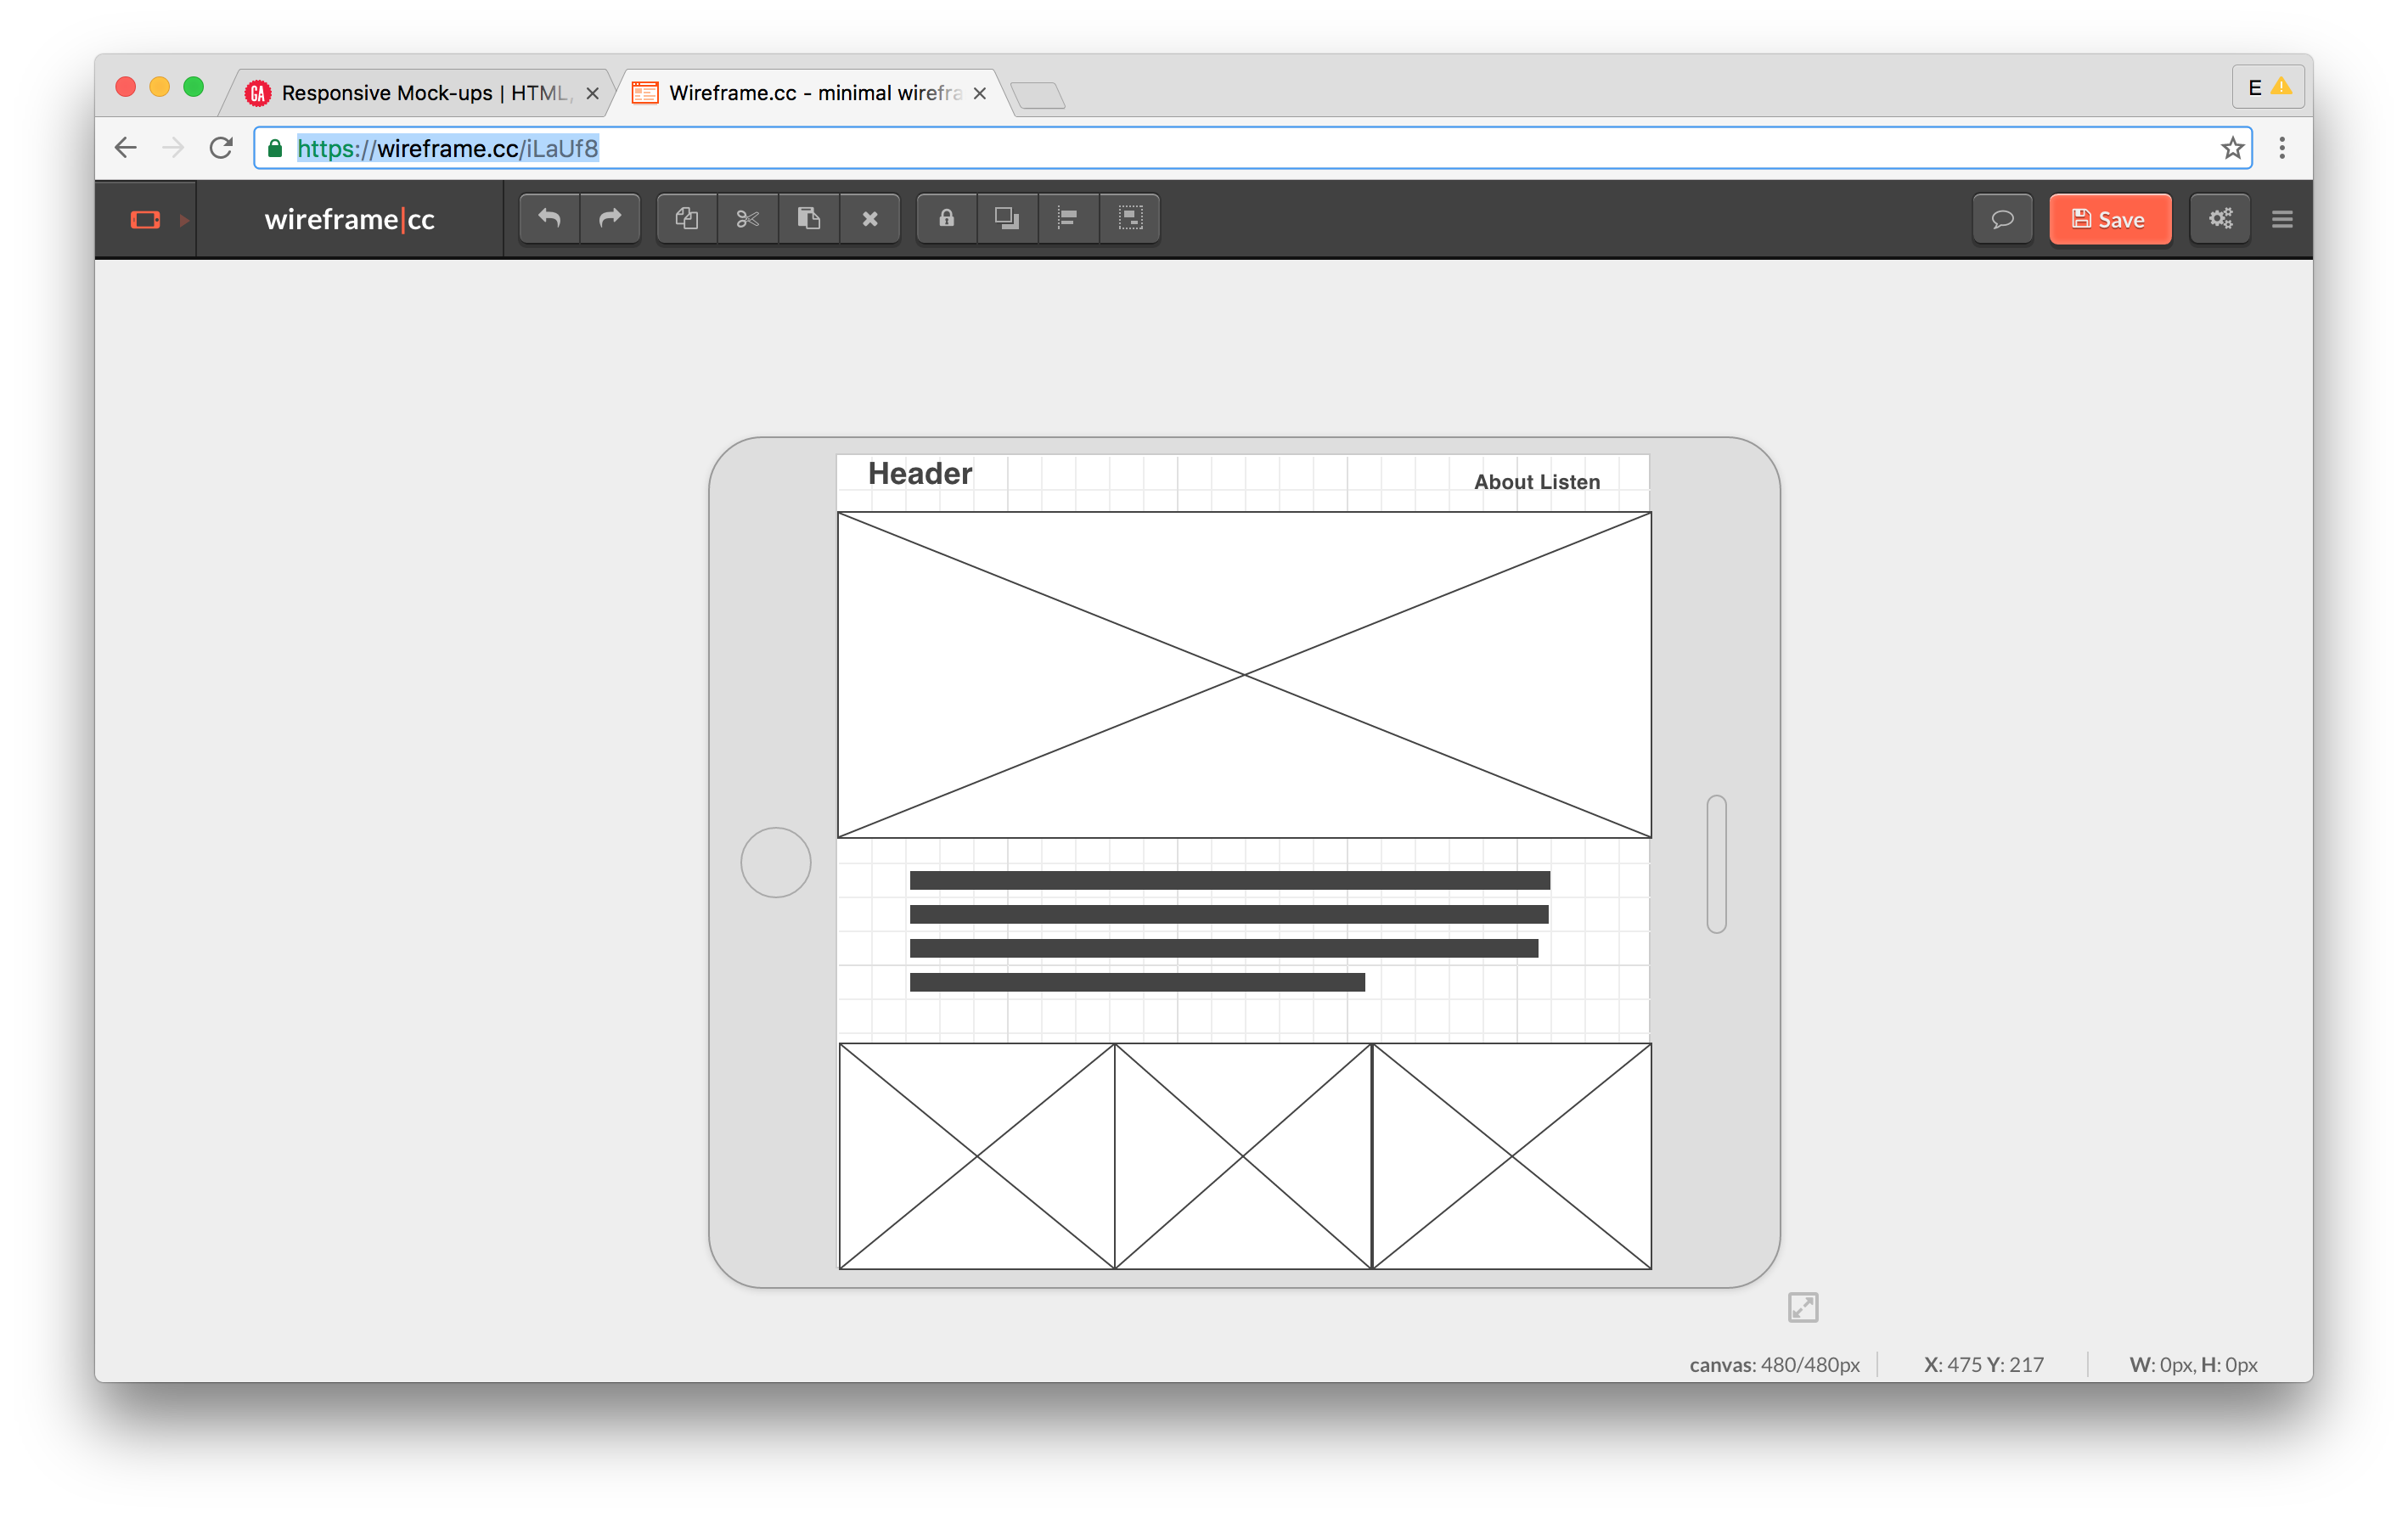 GA Responsive Mock-ups | HTML,
Wireframe.cc - minimal wirefra
E
https://wireframe.cc/iLaUf8
wireframe|cc
Save
Header
About Listen
canvas: 480/480px
X: 475 Y: 217
W: 0px, H: 0px